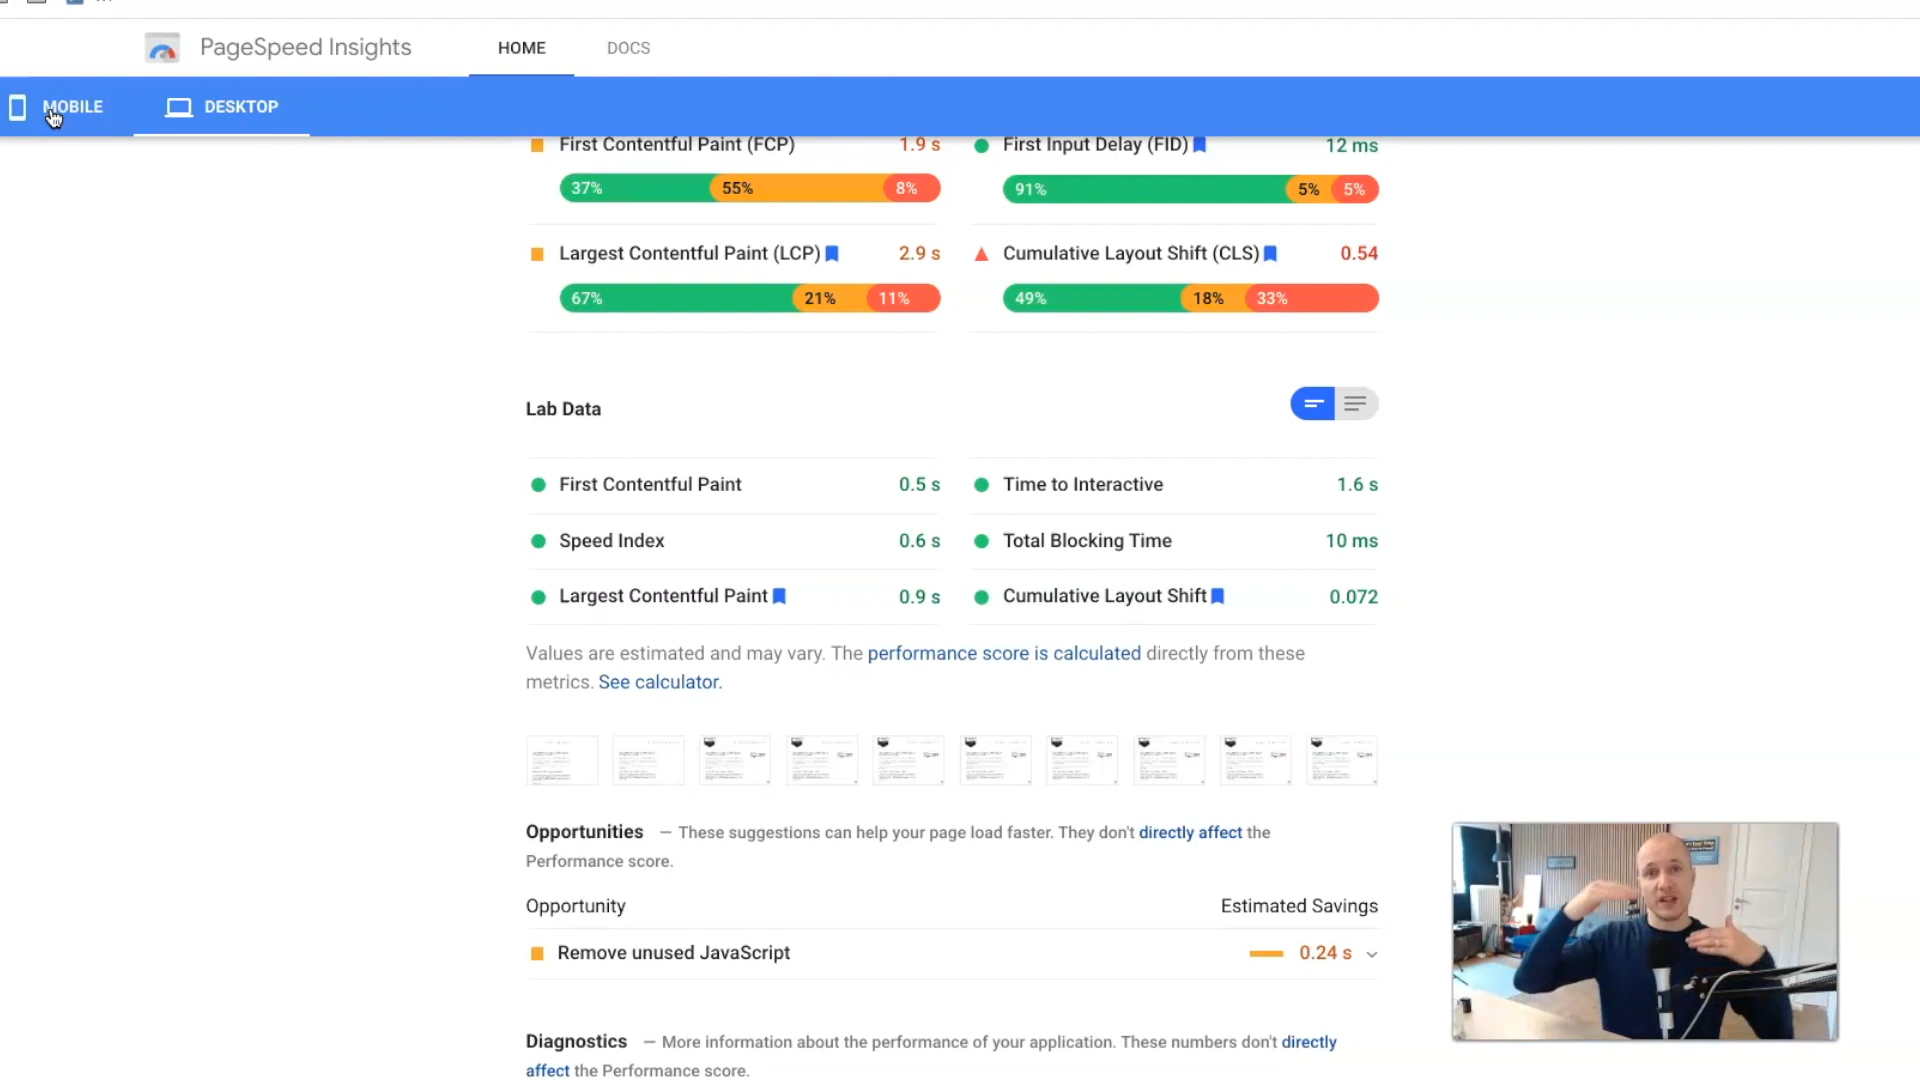 PageSpeed Insights
HOME
DOCS
MOBILE
DESKTOP
First Contentful Paint (FCP) 1.9 s
37% 55% 8%
First Input Delay (FID) 12 ms
91% 5% 5%
Largest Contentful Paint (LCP) 2.9 s
67% 21% 11%
Cumulative Layout Shift (CLS) 0.54
49% 18% 33%
Lab Data
First Contentful Paint 0.5 s
Time to Interactive 1.6 s
Speed Index 0.6 s
Total Blocking Time 10 ms
Largest Contentful Paint 0.9 s
Cumulative Layout Shift 0.072
Values are estimated and may vary. The performance score is calculated directly from these
metrics. See calculator.
Opportunities — These suggestions can help your page load faster. They don't directly affect the
Performance score.
Opportunity Estimated Savings
Remove unused JavaScript 0.24 s
Diagnostics — More information about the performance of your application. These numbers don't directly
affect the Performance score.